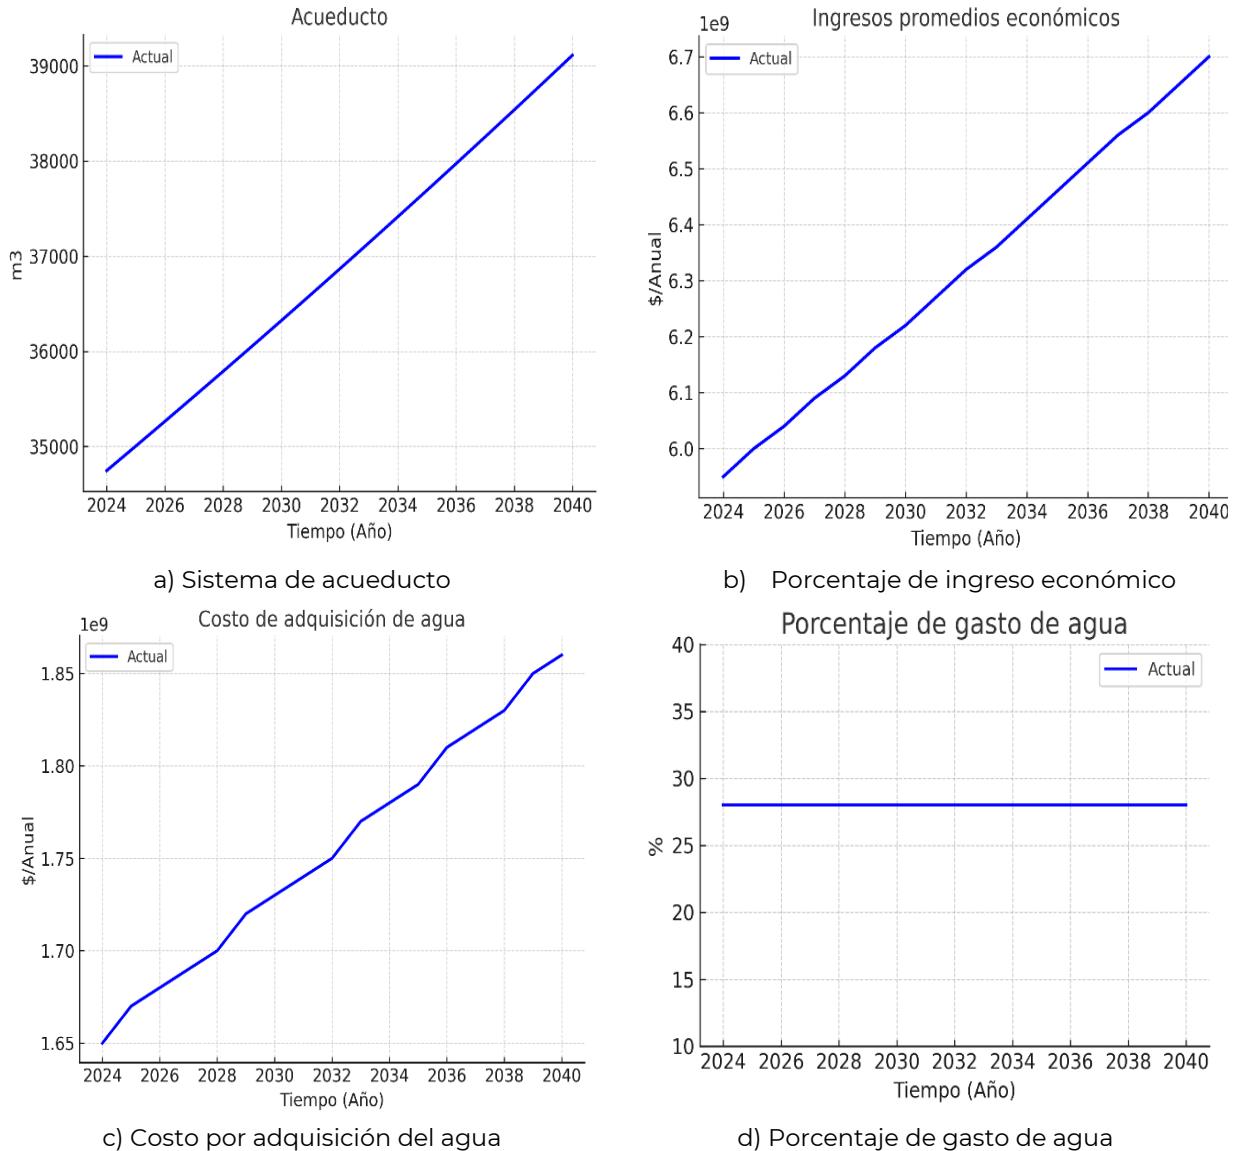 Acueducto
Actual
39000
38000
37000
36000
35000
m3
2024 2026 2028 2030 2032 2034 2036 2038 2040
Tiempo (Año)
a) Sistema de acueducto
Ingresos promedios económicos
1e9
Actual
6.7
6.6
6.5
6.4
6.3
6.2
6.1
6.0
$/Anual
2024 2026 2028 2030 2032 2034 2036 2038 2040
Tiempo (Año)
b) Porcentaje de ingreso económico
Costo de adquisición de agua
1e9
Actual
1.85
1.80
1.75
1.70
1.65
$/Anual
2024 2026 2028 2030 2032 2034 2036 2038 2040
Tiempo (Año)
c) Costo por adquisición del agua
Porcentaje de gasto de agua
Actual
40
35
30
25
20
15
10
%
2024 2026 2028 2030 2032 2034 2036 2038 2040
Tiempo (Año)
d) Porcentaje de gasto de agua